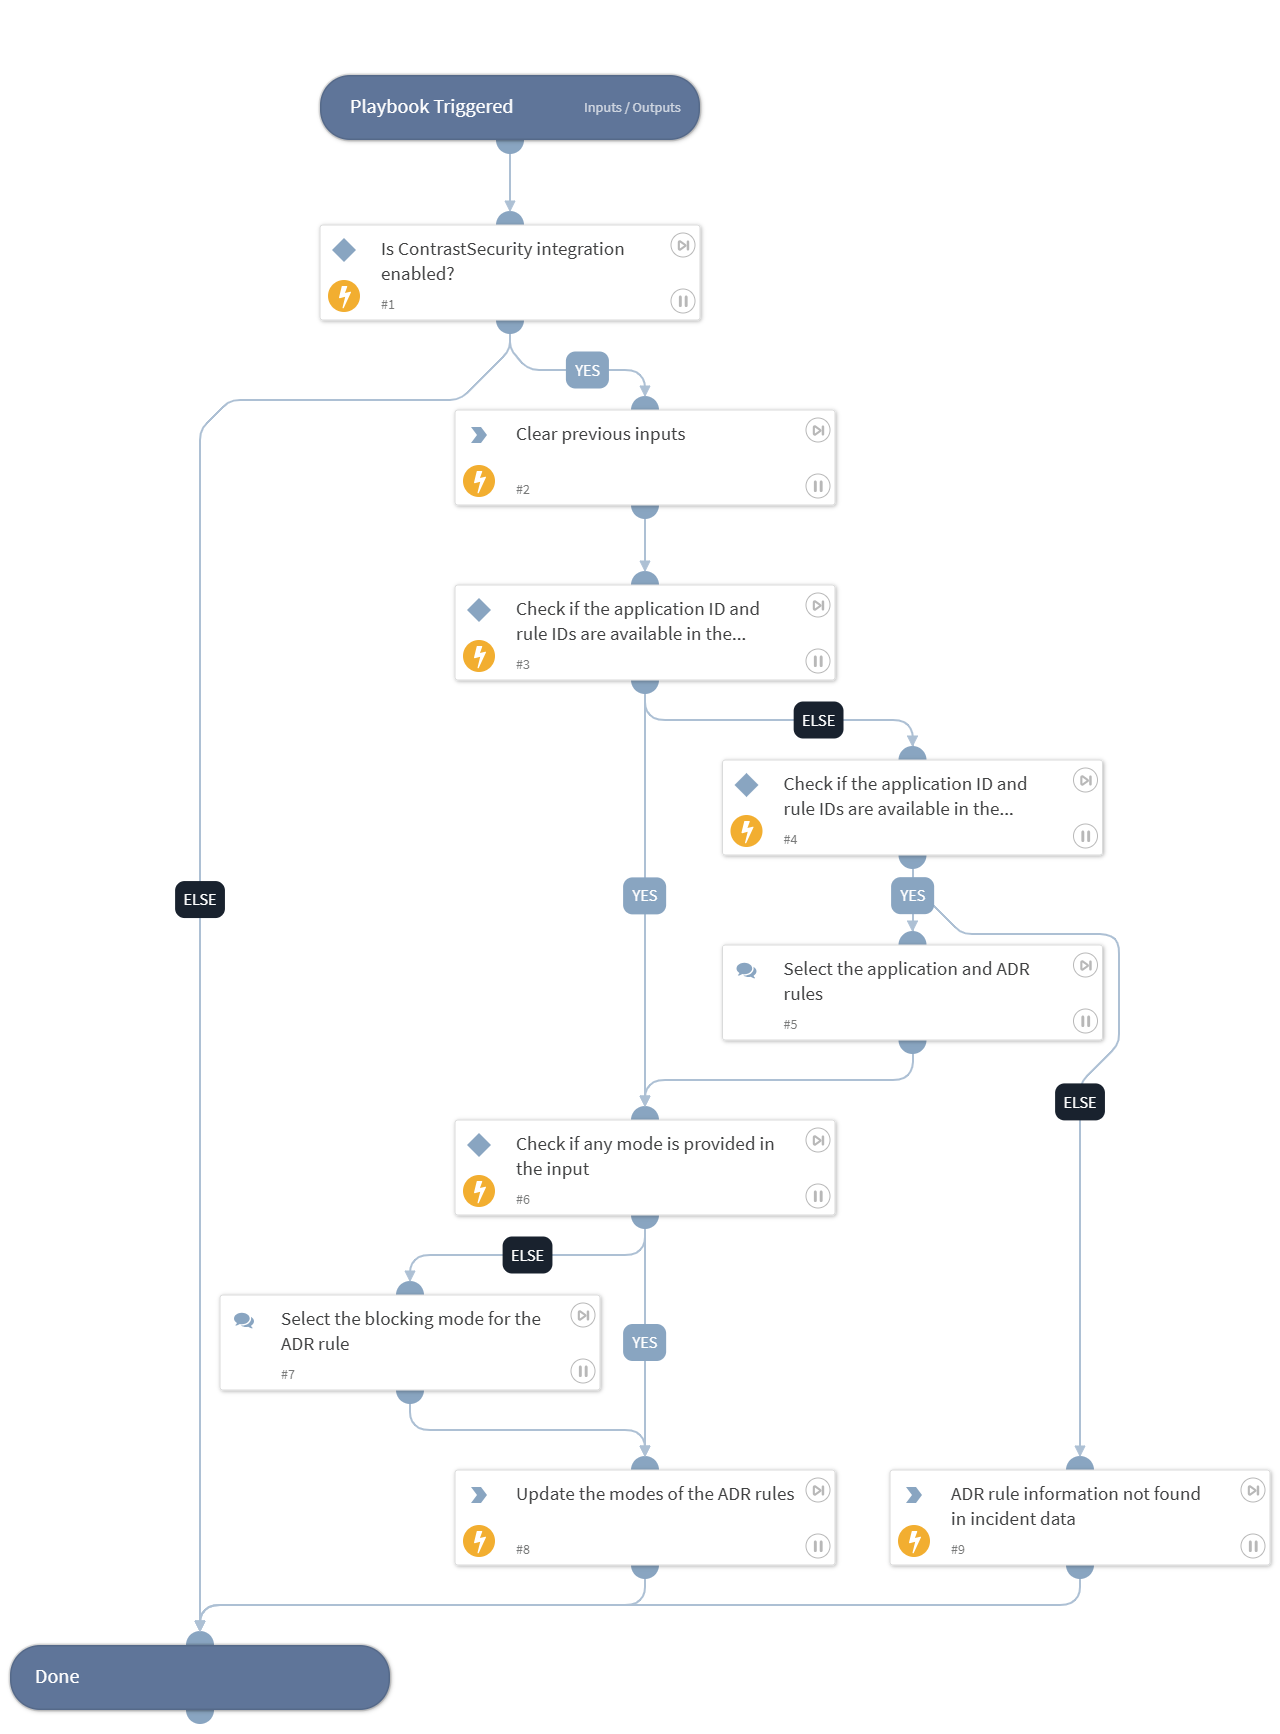 Playbook Triggered
Inputs / Outputs
Is ContrastSecurity integration
enabled?
#1
YES
Clear previous inputs
#2
Check if the application ID and
rule IDs are available in the...
#3
ELSE
Check if the application ID and
rule IDs are available in the...
#4
ELSE
YES
YES
Select the application and ADR
rules
#5
ELSE
Check if any mode is provided in
the input
#6
ELSE
Select the blocking mode for the
ADR rule
#7
YES
Update the modes of the ADR rules
#8
ADR rule information not found
in incident data
#9
Done